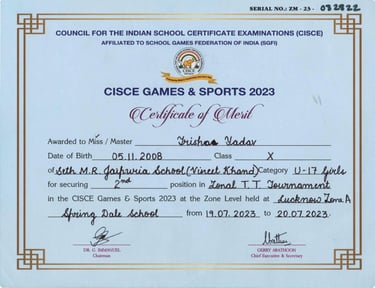 SERIAL NO.: ZM - 23 - 032822
COUNCIL FOR THE INDIAN SCHOOL CERTIFICATE EXAMINATIONS (CISCE)
AFFILIATED TO SCHOOL GAMES FEDERATION OF INDIA (SGFI)
CISCE GAMES & SPORTS 2023
Certificate of Merit
Awarded to Miss / Master Trishaa Yadav
Date of Birth 05.11.2008 Class X
of Seth M.R. Jaipuria School (Vineet Khand) Category U-17 Girls
for securing 2nd position in Zonal T.T. Tournament
in the CISCE Games & Sports 2023 at the Zone Level held at Lucknow Zone A
Spring Dale School from 19.07.2023 to 20.07.2023.
DR. G. IMMANUEL
Chairman
GERRY ARATHOON
Chief Executive & Secretary